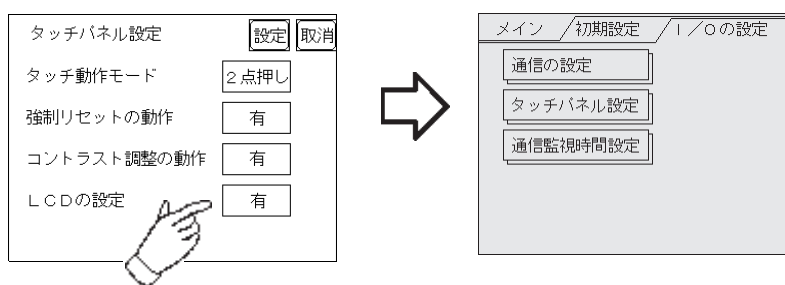 タッチパネル設定 設定 取消
タッチ動作モード 2点押し
強制リセットの動作 有
コントラスト調整の動作 有
LCDの設定 有
メイン 初期設定 I/Oの設定
通信の設定
タッチパネル設定
通信監視時間設定